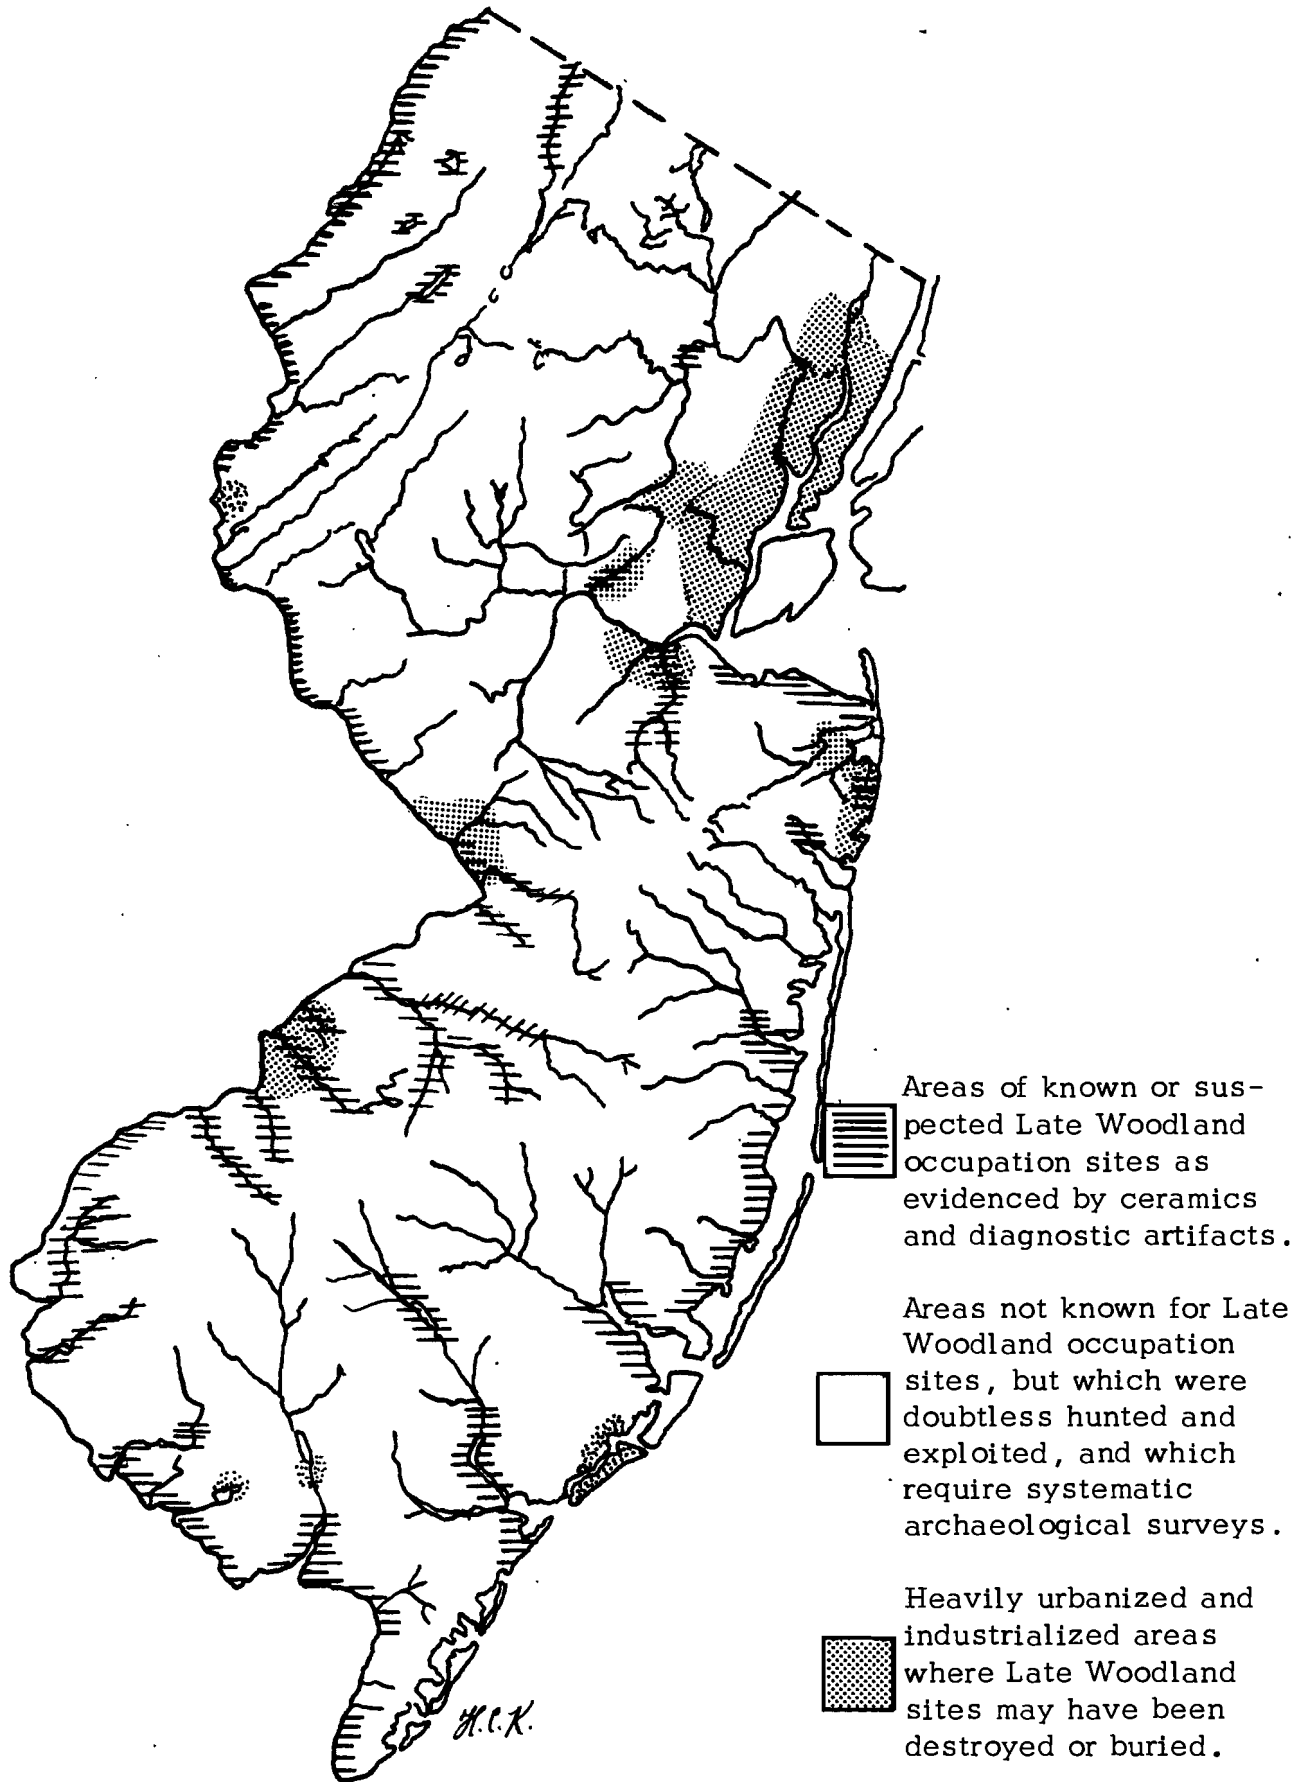 Areas of known or sus-
pected Late Woodland
occupation sites as
evidenced by ceramics
and diagnostic artifacts.
Areas not known for Late
Woodland occupation
sites, but which were
doubtless hunted and
exploited, and which
require systematic
archaeological surveys.
Heavily urbanized and
industrialized areas
where Late Woodland
sites may have been
destroyed or buried.
H.C.K.